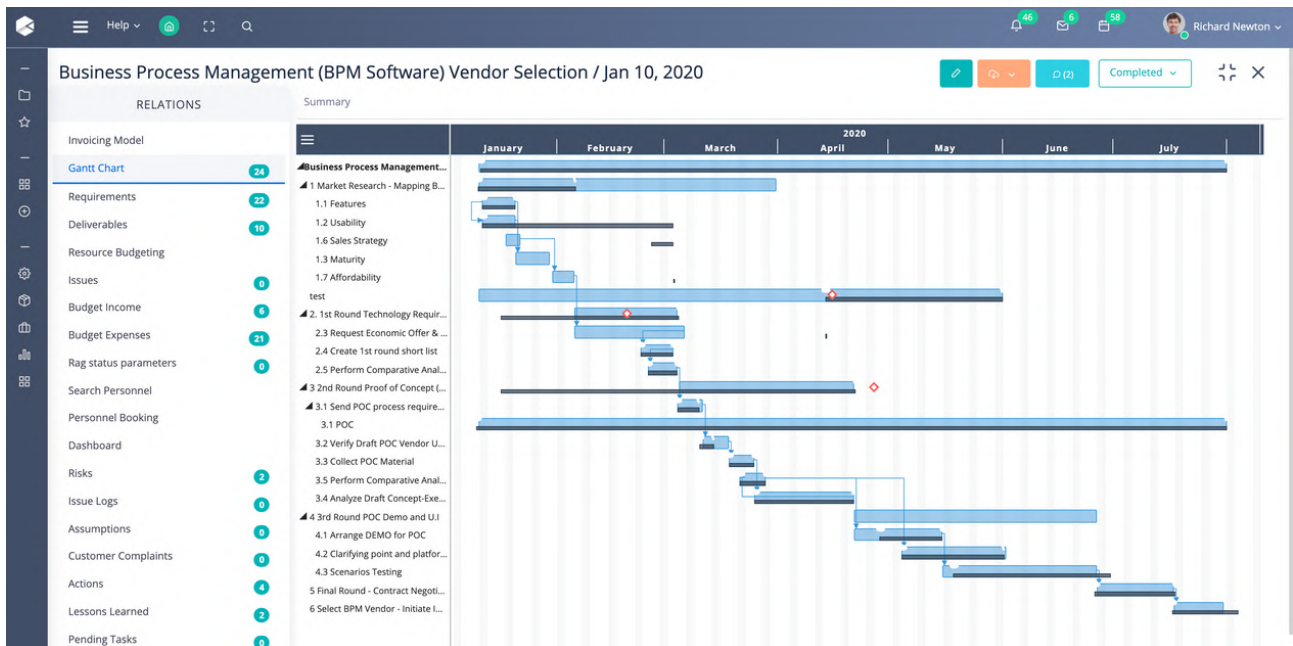 Help
46
6
58
Richard Newton
Business Process Management (BPM Software) Vendor Selection / Jan 10, 2020
(2)
Completed
RELATIONS
Invoicing Model
Gantt Chart 24
Requirements 22
Deliverables 10
Resource Budgeting
Issues 0
Budget Income 6
Budget Expenses 21
Rag status parameters 0
Search Personnel
Personnel Booking
Dashboard
Risks 2
Issue Logs 0
Assumptions 0
Customer Complaints 0
Actions 4
Lessons Learned 2
Pending Tasks 0
Summary
2020
January February March April May June July
Business Process Management...
1 Market Research - Mapping B...
1.1 Features
1.2 Usability
1.6 Sales Strategy
1.3 Maturity
1.7 Affordability
test
2. 1st Round Technology Requir...
2.3 Request Economic Offer & ...
2.4 Create 1st round short list
2.5 Perform Comparative Anal...
3 2nd Round Proof of Concept (...
3.1 Send POC process require...
3.1 POC
3.2 Verify Draft POC Vendor U...
3.3 Collect POC Material
3.5 Perform Comparative Anal...
3.4 Analyze Draft Concept-Exe...
4 3rd Round POC Demo and U.I
4.1 Arrange DEMO for POC
4.2 Clarifying point and platfor...
4.3 Scenarios Testing
5 Final Round - Contract Negoti...
6 Select BPM Vendor - Initiate I...